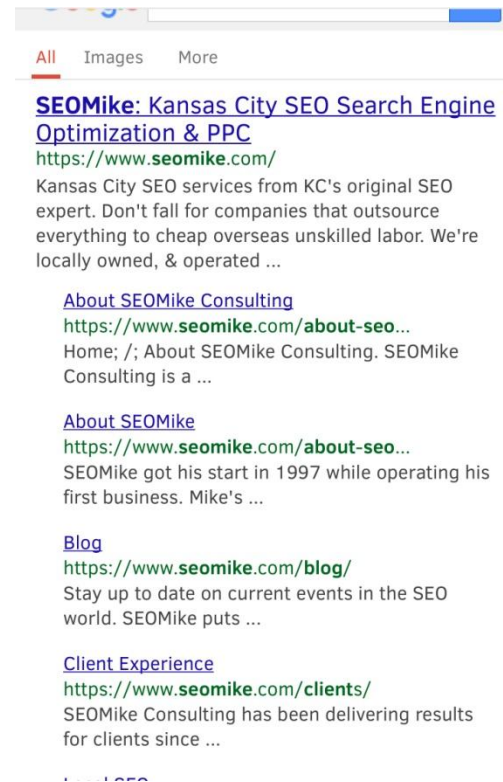 All Images More
SEOMike: Kansas City SEO Search Engine
Optimization & PPC
https://www.seomike.com/
Kansas City SEO services from KC's original SEO
expert. Don't fall for companies that outsource
everything to cheap overseas unskilled labor. We're
locally owned, & operated ...
About SEOMike Consulting
https://www.seomike.com/about-seo...
Home; /; About SEOMike Consulting. SEOMike
Consulting is a ...
About SEOMike
https://www.seomike.com/about-seo...
SEOMike got his start in 1997 while operating his
first business. Mike's ...
Blog
https://www.seomike.com/blog/
Stay up to date on current events in the SEO
world. SEOMike puts ...
Client Experience
https://www.seomike.com/clients/
SEOMike Consulting has been delivering results
for clients since ...